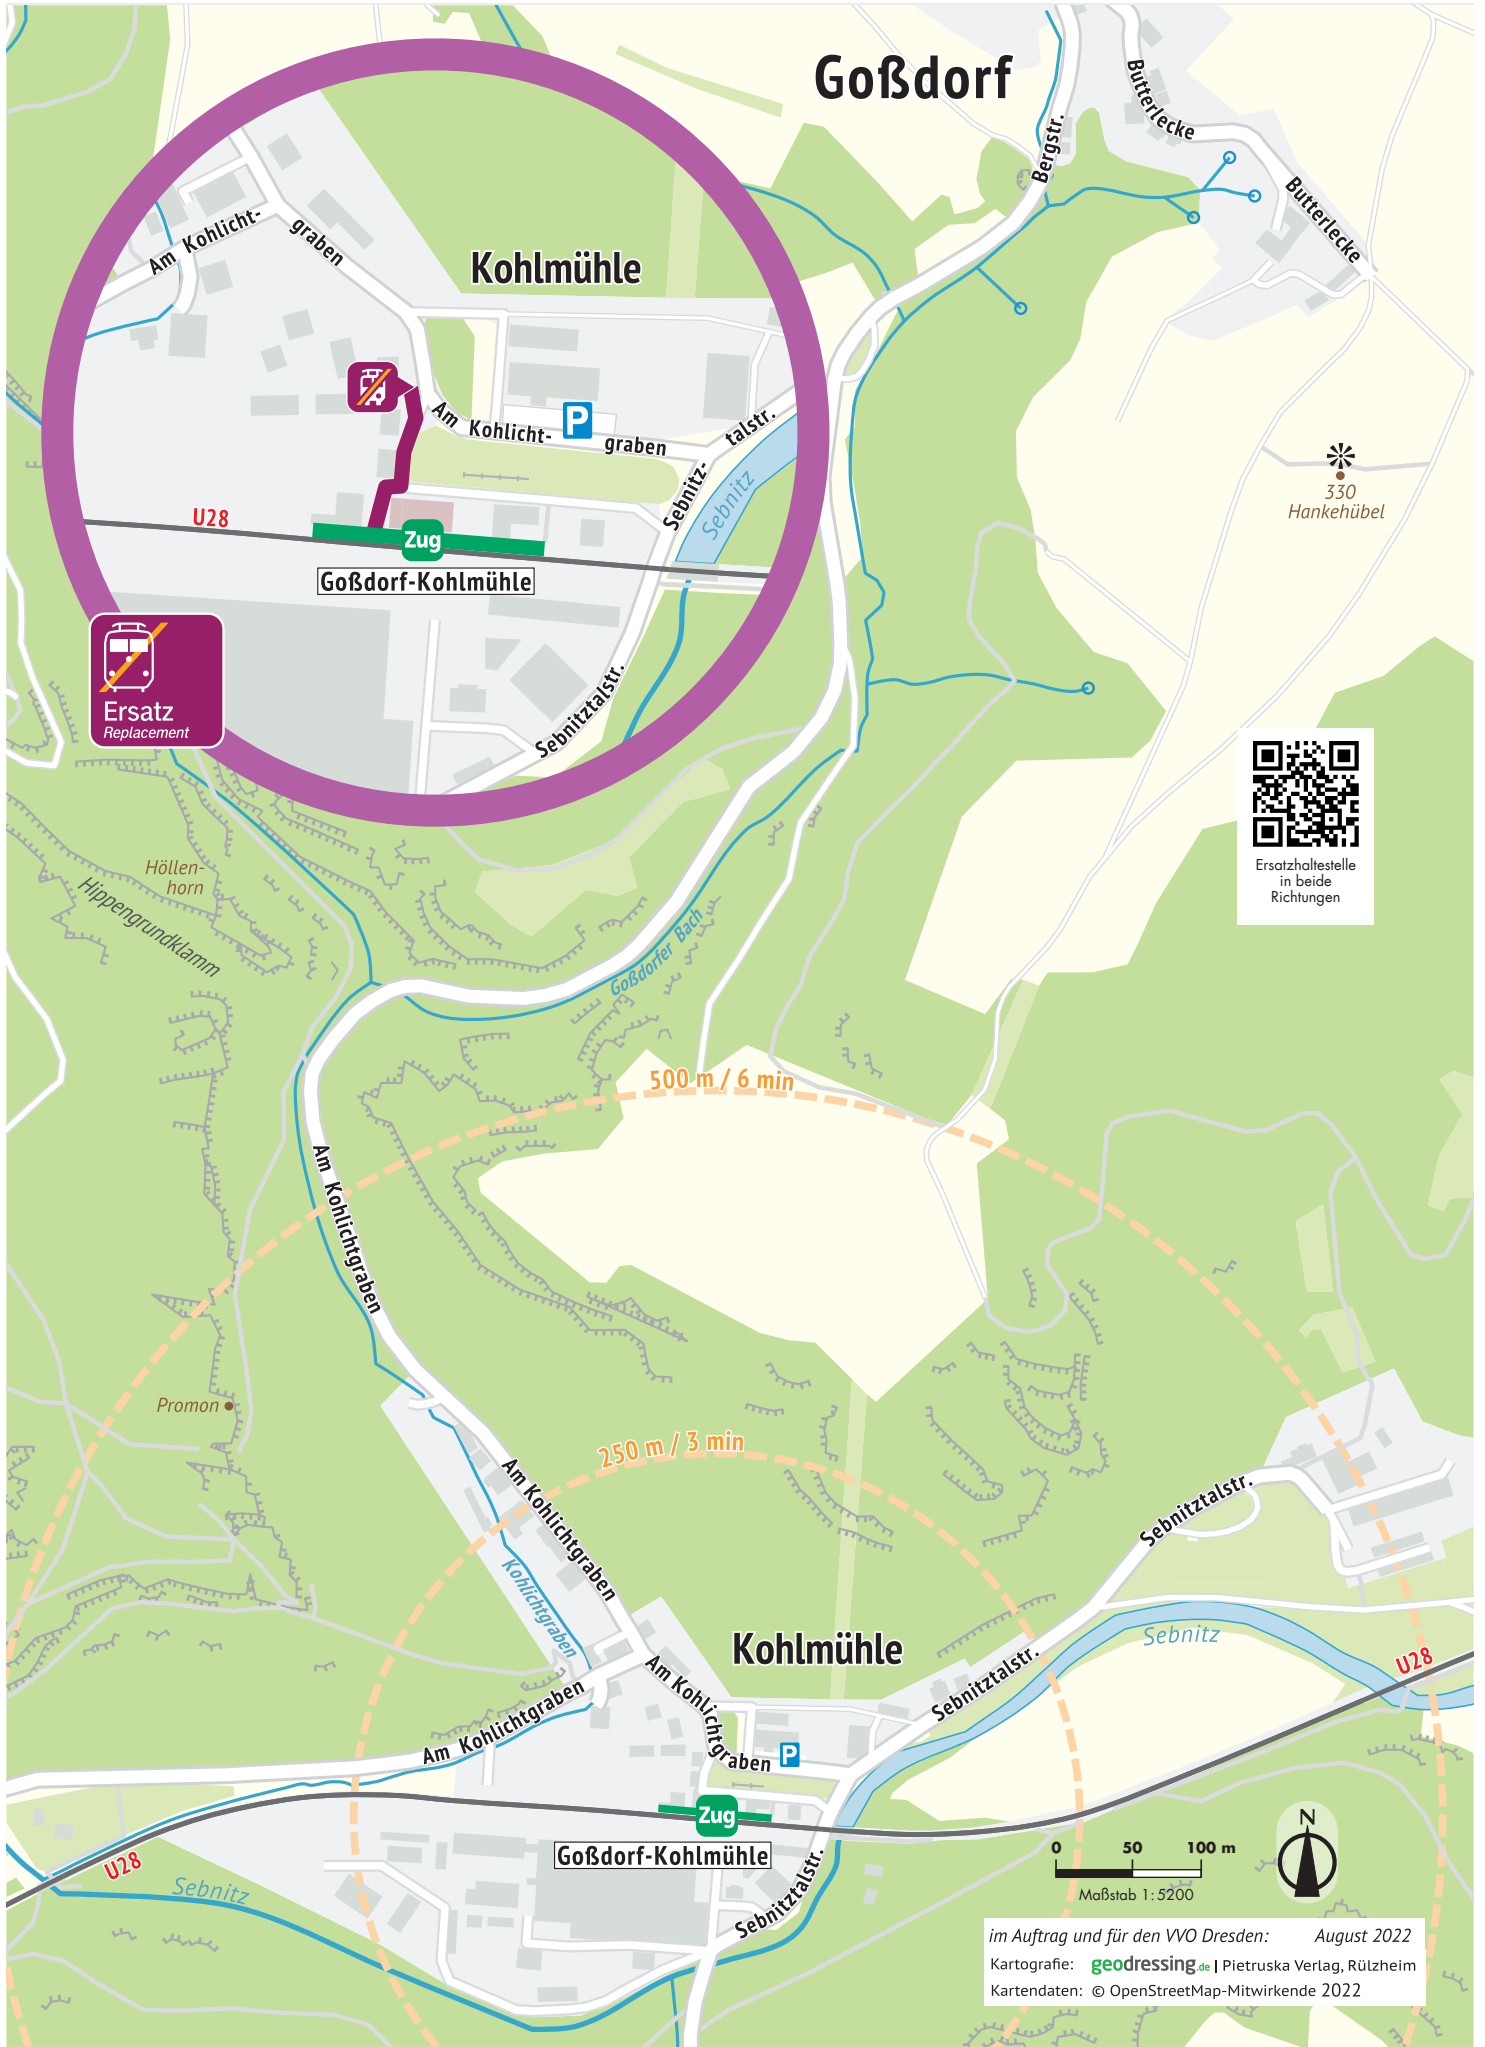 Goßdorf
Bergstr.
Butterlecke
Butterlecke
Am Kohlicht-
graben
Kohlmühle
Am Kohlicht-
graben
P
talstr.
Sebnitz-
Sebnitz
U28
Zug
Goßdorf-Kohlmühle
Sebnitztalstr.
Ersatz
Replacement
330
Hankehübel
Ersatzhaltestelle
in beide
Richtungen
Höllen-
horn
Hippengrundklamm
Goßdorfer Bach
500 m / 6 min
Am Kohlichtgraben
Promon
250 m / 3 min
Am Kohlichtgraben
Kohlichtgraben
Sebnitztalstr.
Kohlmühle
Sebnitz
U28
Am Kohlichtgraben
Sebnitztalstr.
Am Kohlichtgraben
P
Zug
Goßdorf-Kohlmühle
U28
Sebnitz
Sebnitztalstr.
N
0 50 100 m
Maßstab 1:5200
im Auftrag und für den VVO Dresden: August 2022
Kartografie: geodressing.de | Pietruska Verlag, Rülzheim
Kartendaten: © OpenStreetMap-Mitwirkende 2022